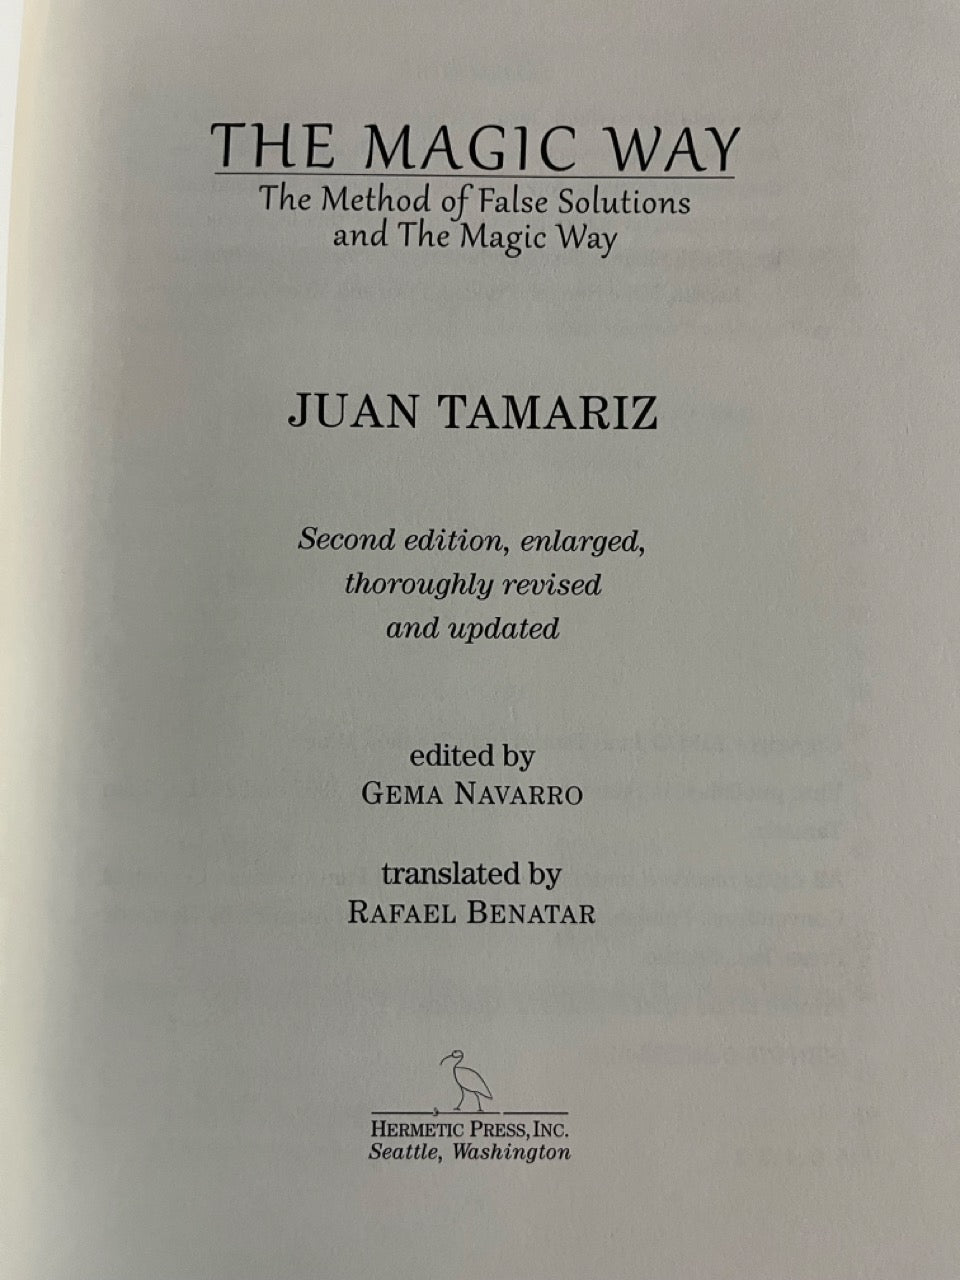 THE MAGIC WAY
The Method of False Solutions
and The Magic Way
JUAN TAMARIZ
Second edition, enlarged,
thoroughly revised
and updated
edited by
GEMA NAVARRO
translated by
RAFAEL BENATAR
HERMETIC PRESS, INC.
Seattle, Washington